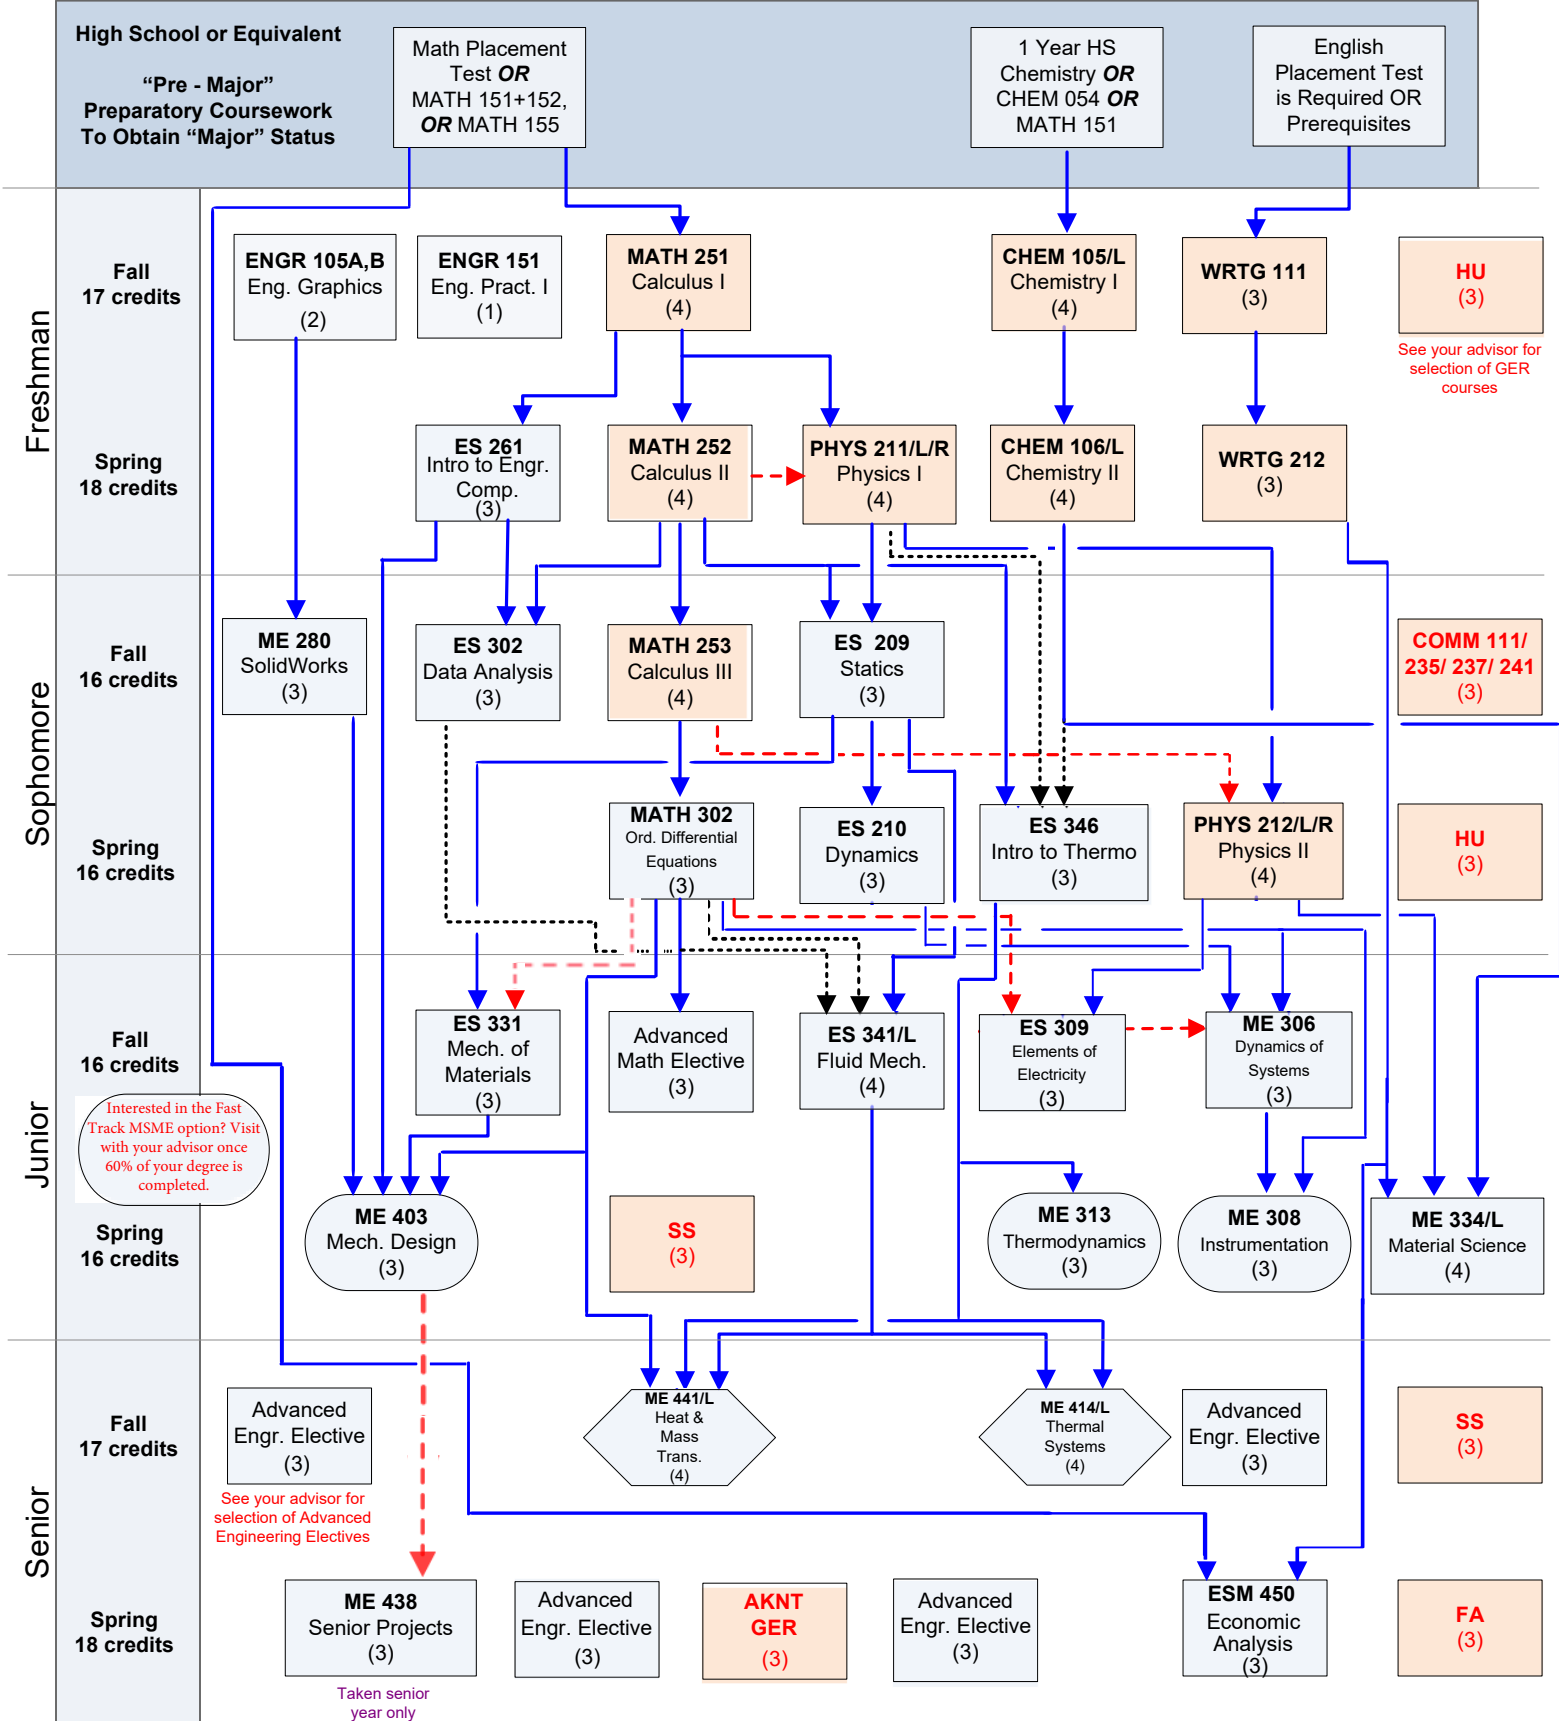 High School or Equivalent
“Pre - Major”
Preparatory Coursework
To Obtain “Major” Status
Math Placement
Test OR
MATH 151+152,
OR MATH 155
1 Year HS
Chemistry OR
CHEM 054 OR
MATH 151
English
Placement Test
is Required OR
Prerequisites
Freshman
Fall
17 credits
ENGR 105A,B
Eng. Graphics
(2)
ENGR 151
Eng. Pract. I
(1)
MATH 251
Calculus I
(4)
CHEM 105/L
Chemistry I
(4)
WRTG 111
(3)
HU
(3)
See your advisor for
selection of GER
courses
Spring
18 credits
ES 261
Intro to Engr.
Comp.
(3)
MATH 252
Calculus II
(4)
PHYS 211/L/R
Physics I
(4)
CHEM 106/L
Chemistry II
(4)
WRTG 212
(3)
Sophomore
Fall
16 credits
ME 280
SolidWorks
(3)
ES 302
Data Analysis
(3)
MATH 253
Calculus III
(4)
ES 209
Statics
(3)
COMM 111/
235/ 237/ 241
(3)
Spring
16 credits
MATH 302
Ord. Differential
Equations
(3)
ES 210
Dynamics
(3)
ES 346
Intro to Thermo
(3)
PHYS 212/L/R
Physics II
(4)
HU
(3)
Junior
Fall
16 credits
ES 331
Mech. of
Materials
(3)
Advanced
Math Elective
(3)
ES 341/L
Fluid Mech.
(4)
ES 309
Elements of
Electricity
(3)
ME 306
Dynamics of
Systems
(3)
Interested in the Fast
Track MSME option? Visit
with your advisor once
60% of your degree is
completed.
Spring
16 credits
ME 403
Mech. Design
(3)
SS
(3)
ME 313
Thermodynamics
(3)
ME 308
Instrumentation
(3)
ME 334/L
Material Science
(4)
Senior
Fall
17 credits
Advanced
Engr. Elective
(3)
See your advisor for
selection of Advanced
Engineering Electives
ME 441/L
Heat &
Mass
Trans.
(4)
ME 414/L
Thermal
Systems
(4)
Advanced
Engr. Elective
(3)
SS
(3)
Spring
18 credits
ME 438
Senior Projects
(3)
Taken senior
year only
Advanced
Engr. Elective
(3)
AKNT
GER
(3)
Advanced
Engr. Elective
(3)
ESM 450
Economic
Analysis
(3)
FA
(3)